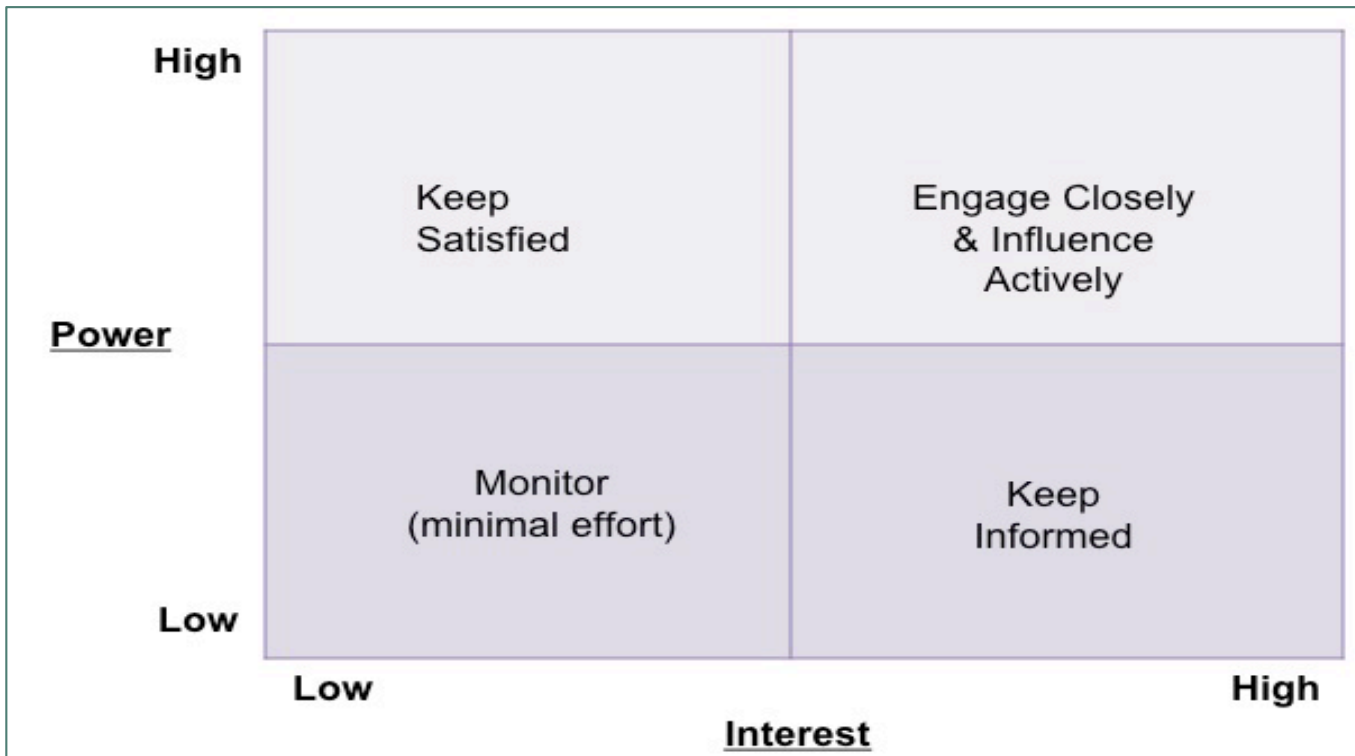 High
Keep
Satisfied
Engage Closely
& Influence
Actively
Power
Monitor
(minimal effort)
Keep
Informed
Low
Low
High
Interest